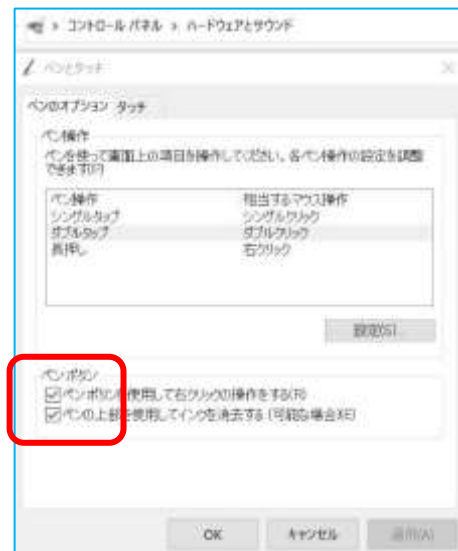 > コントロール パネル > ハードウェアとサウンド
ペンとタッチ
ペンのオプション タッチ
ペン操作
ペンを使って画面上の項目を操作してください。各ペン操作の設定を調整
できます(P)
ペン操作 相当するマウス操作
シングルタップ シングルクリック
ダブルタップ ダブルクリック
長押し 右クリック
設定(S)...
ペン ボタン
ペン ボタンを使用して右クリックの操作をする(R)
ペンの上部を使用してインクを消去する (可能な場合)(E)
OK キャンセル 適用(A)